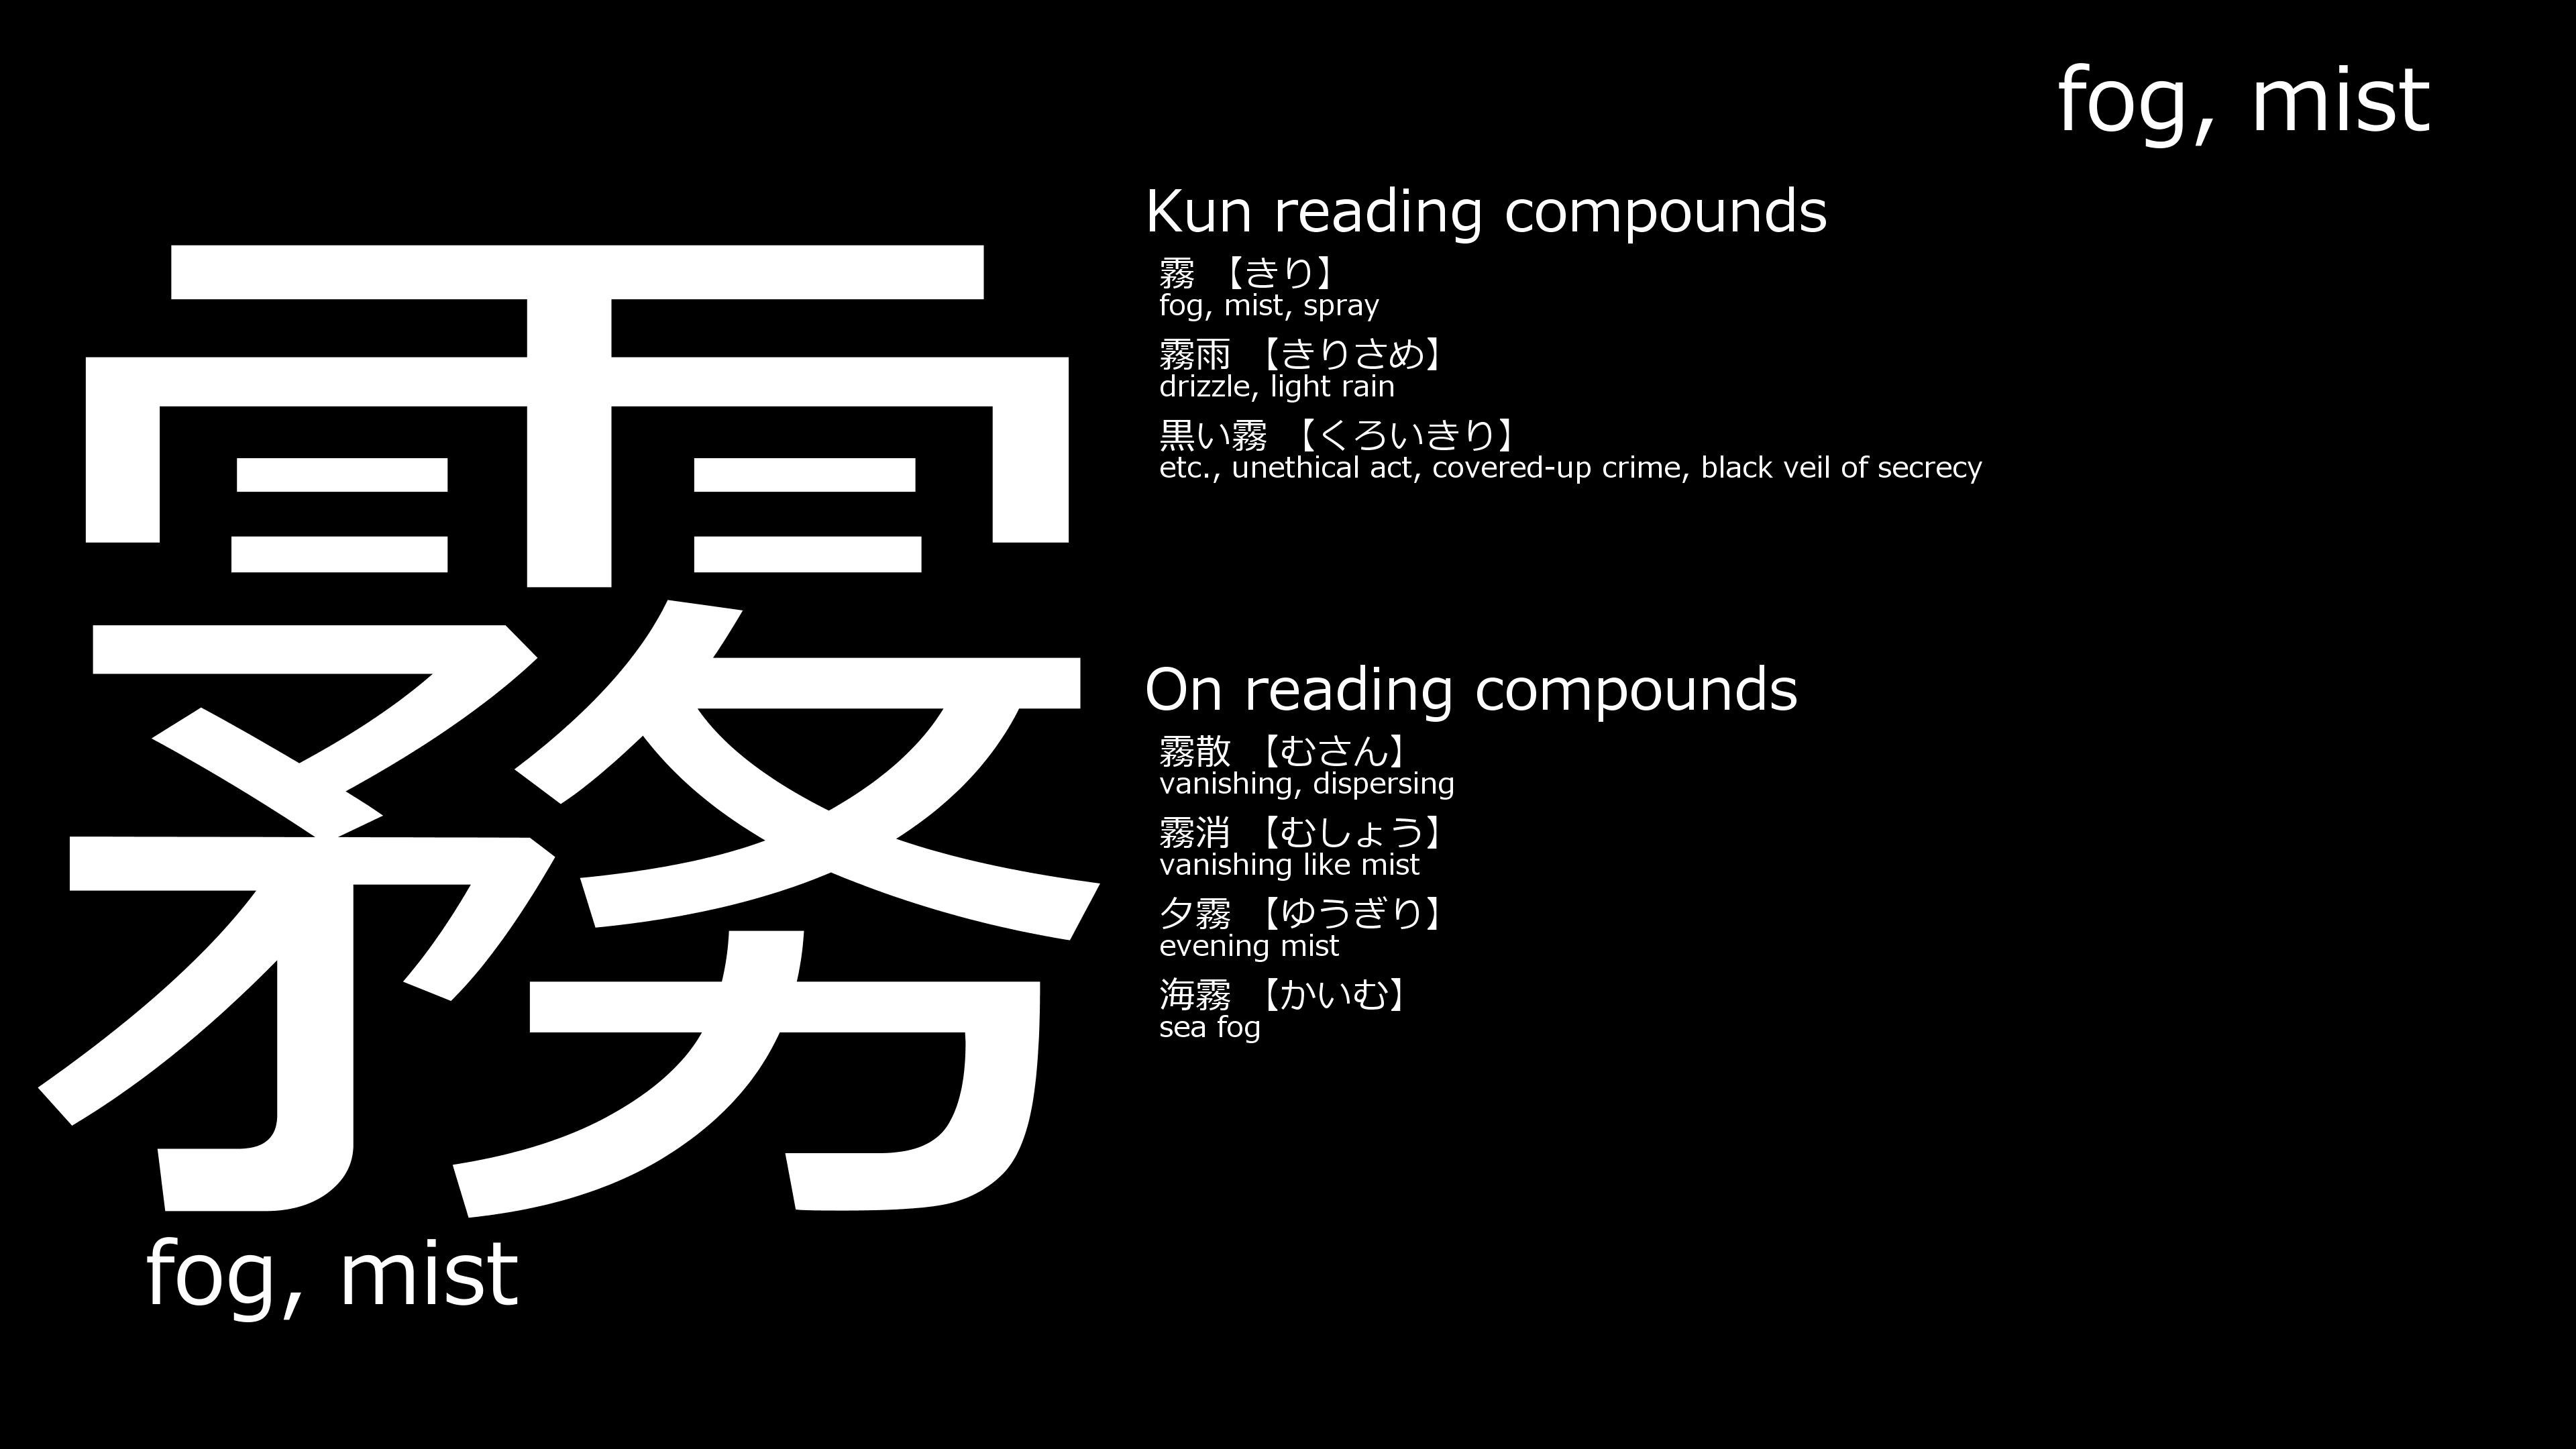 fog, mist
霧
fog, mist
Kun reading compounds
霧 【きり】
fog, mist, spray
霧雨 【きりさめ】
drizzle, light rain
黒い霧 【くろいきり】
etc., unethical act, covered-up crime, black veil of secrecy
On reading compounds
霧散 【むさん】
vanishing, dispersing
霧消 【むしょう】
vanishing like mist
夕霧 【ゆうぎり】
evening mist
海霧 【かいむ】
sea fog